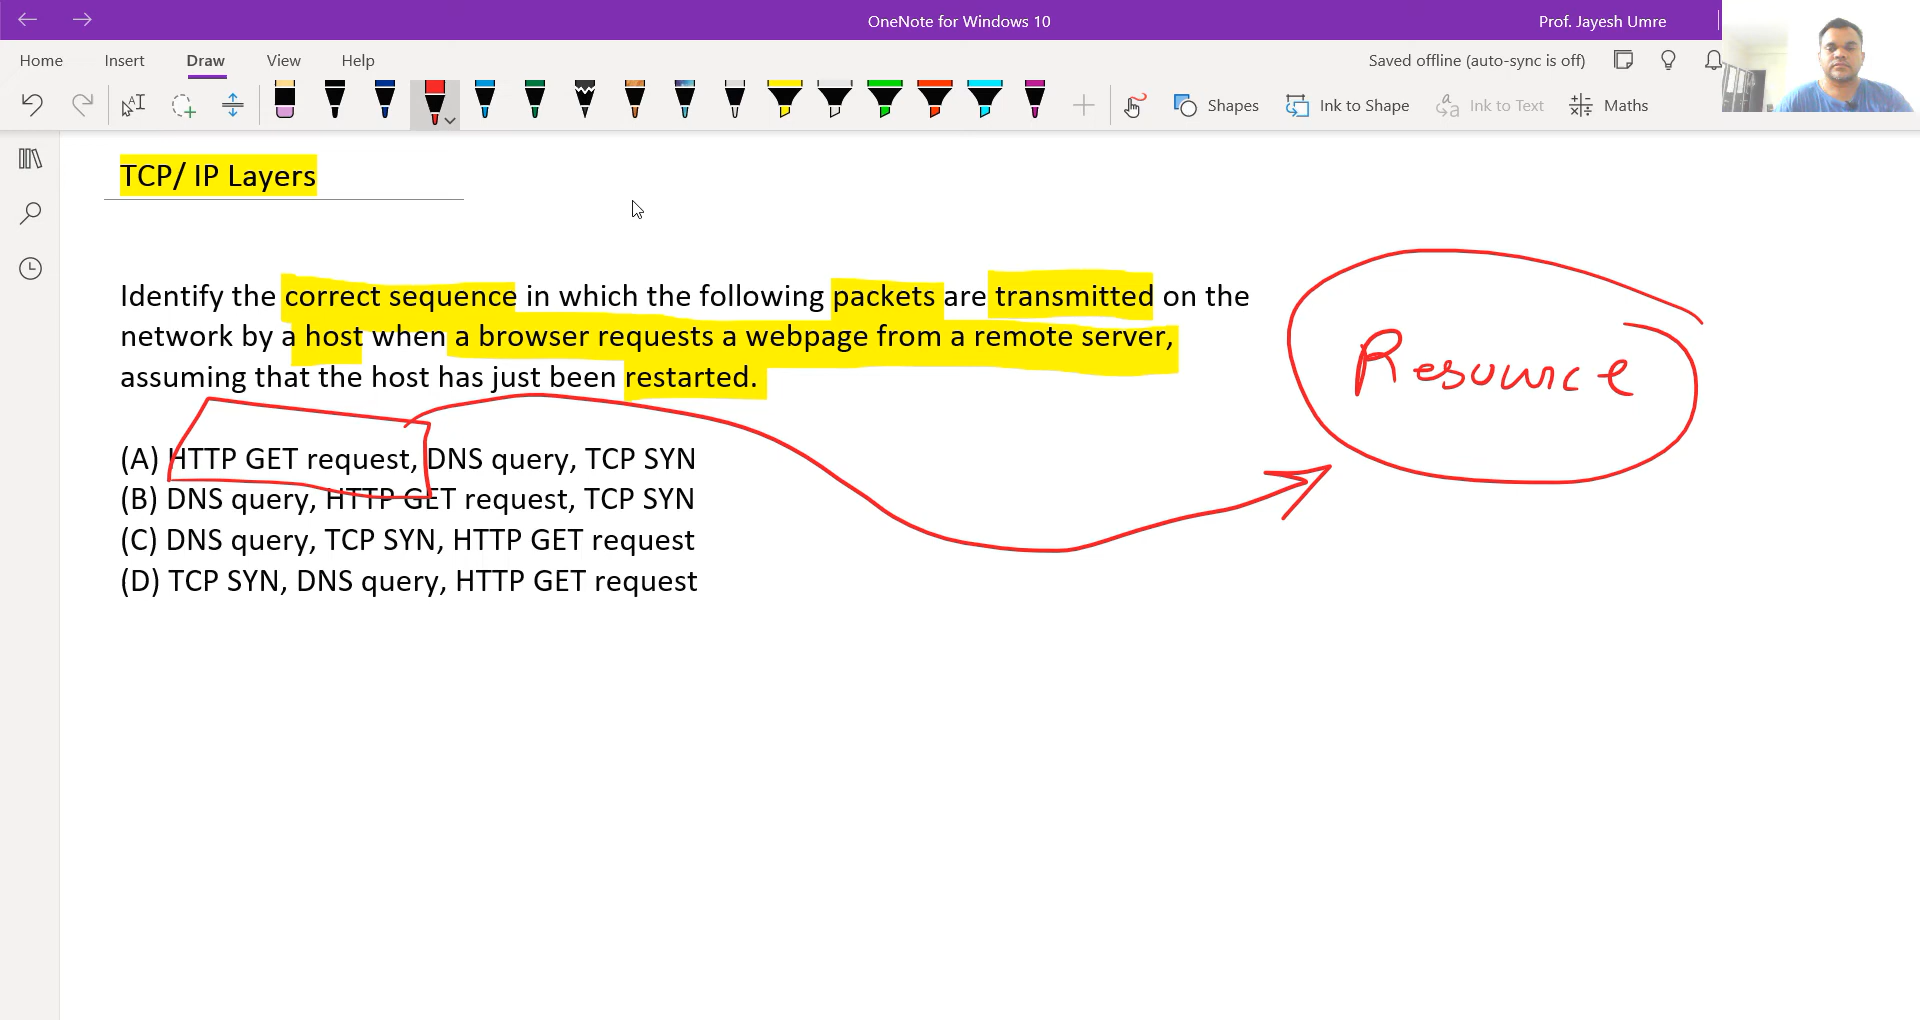 OneNote for Windows 10
Prof. Jayesh Umre
Home Insert Draw View Help
Saved offline (auto-sync is off)
Shapes Ink to Shape Ink to Text Maths
TCP/ IP Layers
Identify the correct sequence in which the following packets are transmitted on the
network by a host when a browser requests a webpage from a remote server,
assuming that the host has just been restarted.
Resource
(A) HTTP GET request, DNS query, TCP SYN
(B) DNS query, HTTP GET request, TCP SYN
(C) DNS query, TCP SYN, HTTP GET request
(D) TCP SYN, DNS query, HTTP GET request